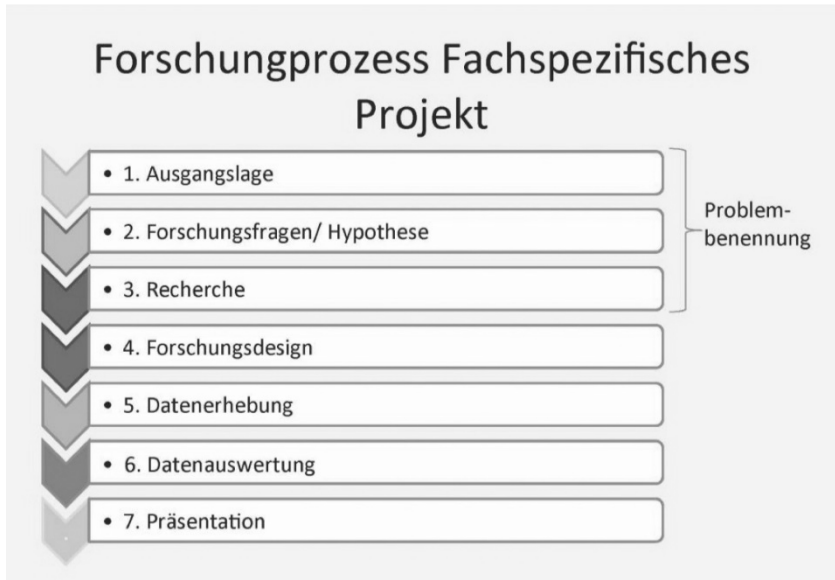 Forschungprozess Fachspezifisches
Projekt
• 1. Ausgangslage
• 2. Forschungsfragen/ Hypothese
• 3. Recherche
Problem-
benennung
• 4. Forschungsdesign
• 5. Datenerhebung
• 6. Datenauswertung
• 7. Präsentation